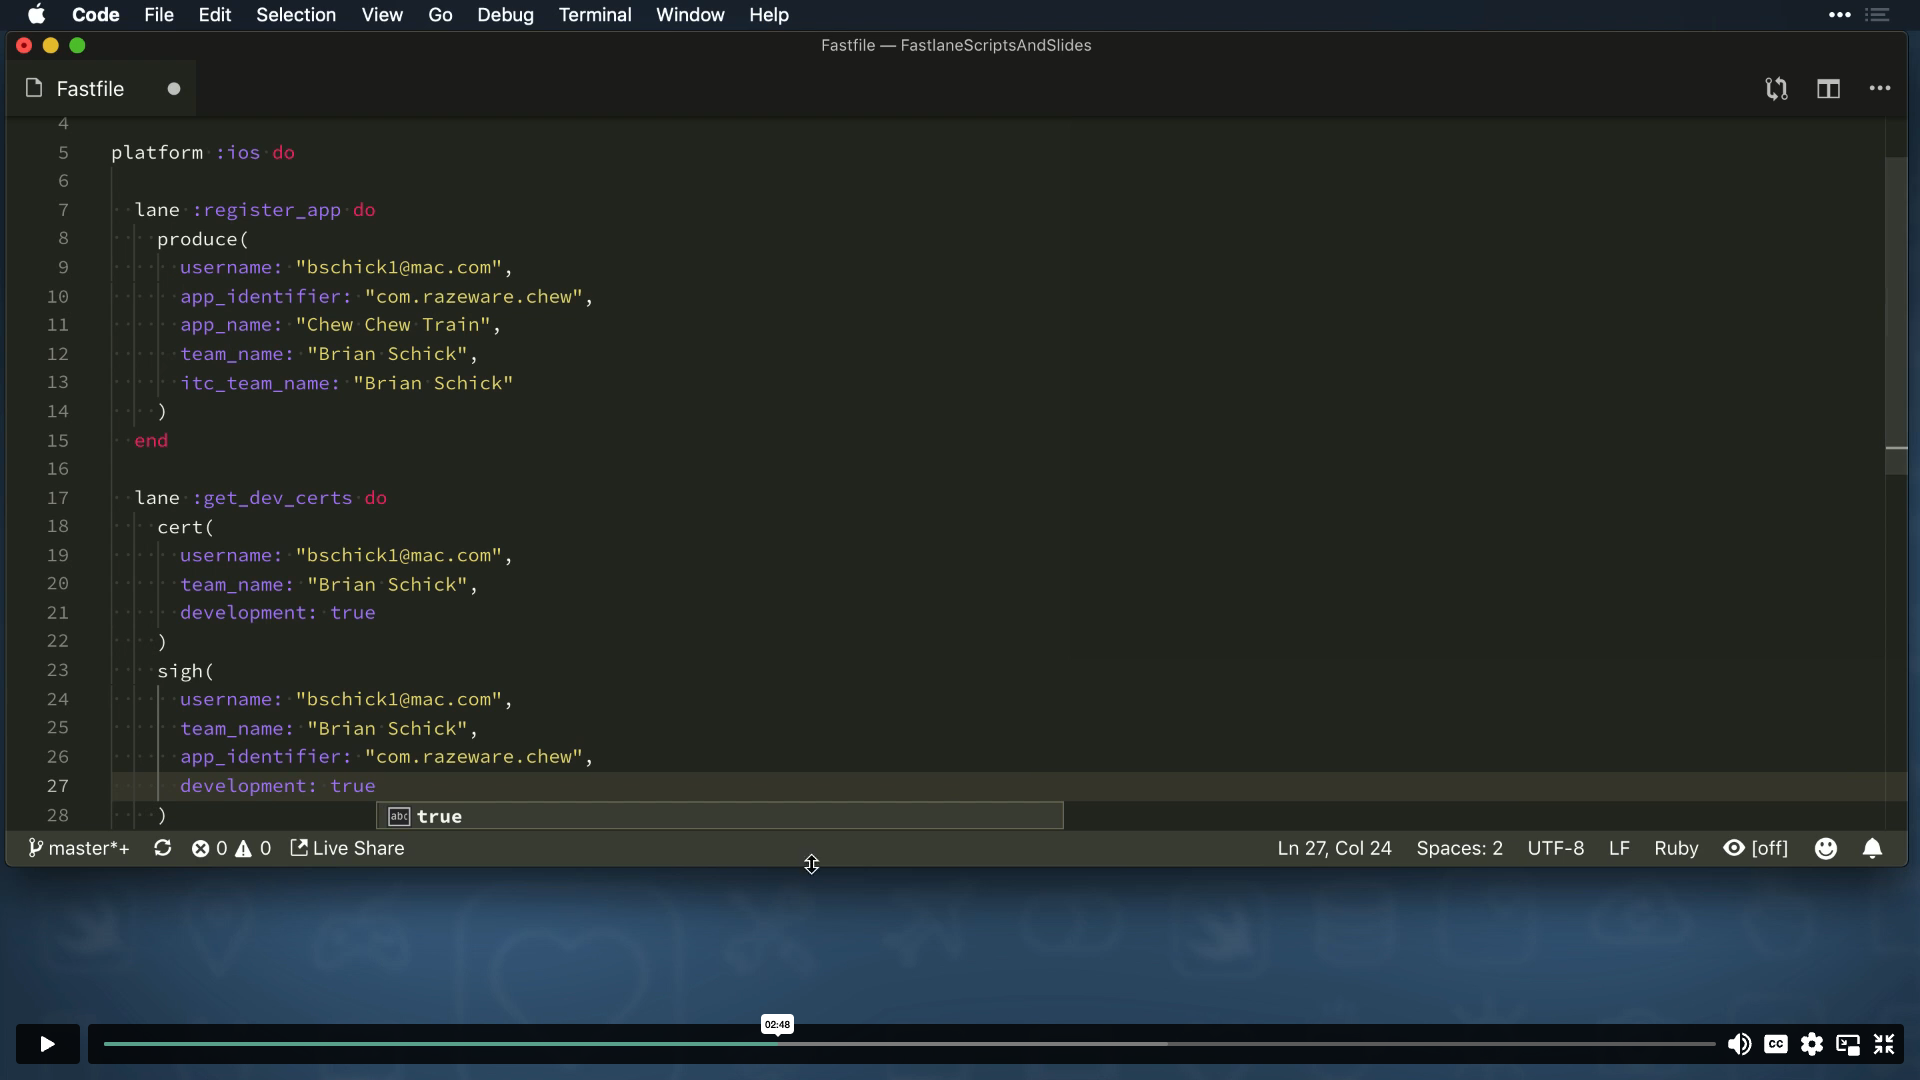 Code File Edit Selection View Go Debug Terminal Window Help
Fastfile — FastlaneScriptsAndSlides
Fastfile
4
5 platform :ios do
6
7 lane :register_app do
8 produce(
9 username: "bschick1@mac.com",
10 app_identifier: "com.razeware.chew",
11 app_name: "Chew Chew Train",
12 team_name: "Brian Schick",
13 itc_team_name: "Brian Schick"
14 )
15 end
16
17 lane :get_dev_certs do
18 cert(
19 username: "bschick1@mac.com",
20 team_name: "Brian Schick",
21 development: true
22 )
23 sigh(
24 username: "bschick1@mac.com",
25 team_name: "Brian Schick",
26 app_identifier: "com.razeware.chew",
27 development: true
28 )
abc true
master*+ 0 0 Live Share Ln 27, Col 24 Spaces: 2 UTF-8 LF Ruby [off]
02:48
CC